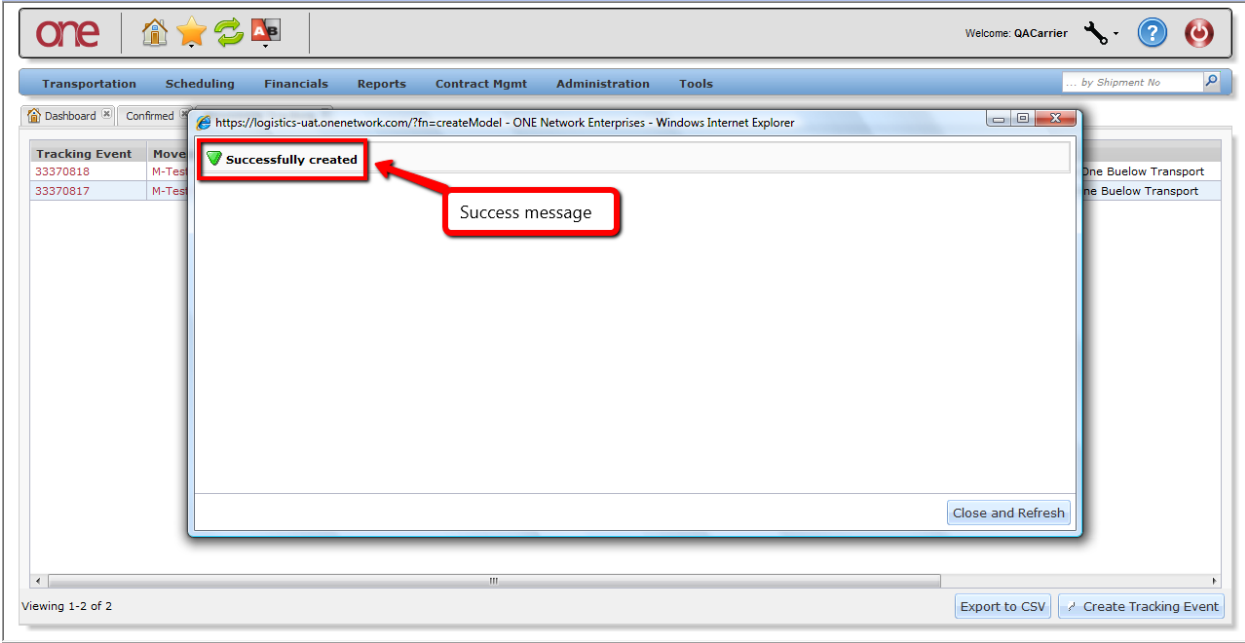 one
AB
Welcome: QACarrier
?
Transportation Scheduling Financials Reports Contract Mgmt Administration Tools
... by Shipment No
Dashboard Confirmed
https://logistics-uat.onenetwork.com/?fn=createModel - ONE Network Enterprises - Windows Internet Explorer
Tracking Event Move
Successfully created
33370818 M-Test One Buelow Transport
33370817 M-Test ne Buelow Transport
Success message
Close and Refresh
Viewing 1-2 of 2
Export to CSV
Create Tracking Event